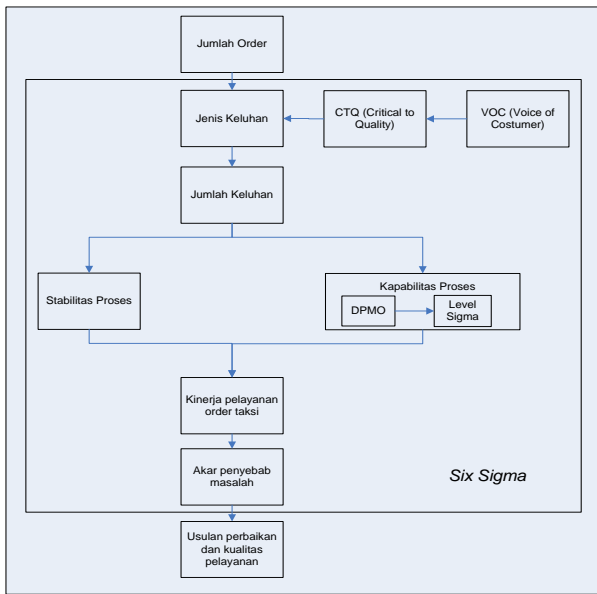 Jumlah Order
Jenis Keluhan
CTQ (Critical to
Quality)
VOC (Voice of
Costumer)
Jumlah Keluhan
Stabilitas Proses
Kapabilitas Proses
DPMO
Level
Sigma
Kinerja pelayanan
order taksi
Akar penyebab
masalah
Six Sigma
Usulan perbaikan
dan kualitas
pelayanan